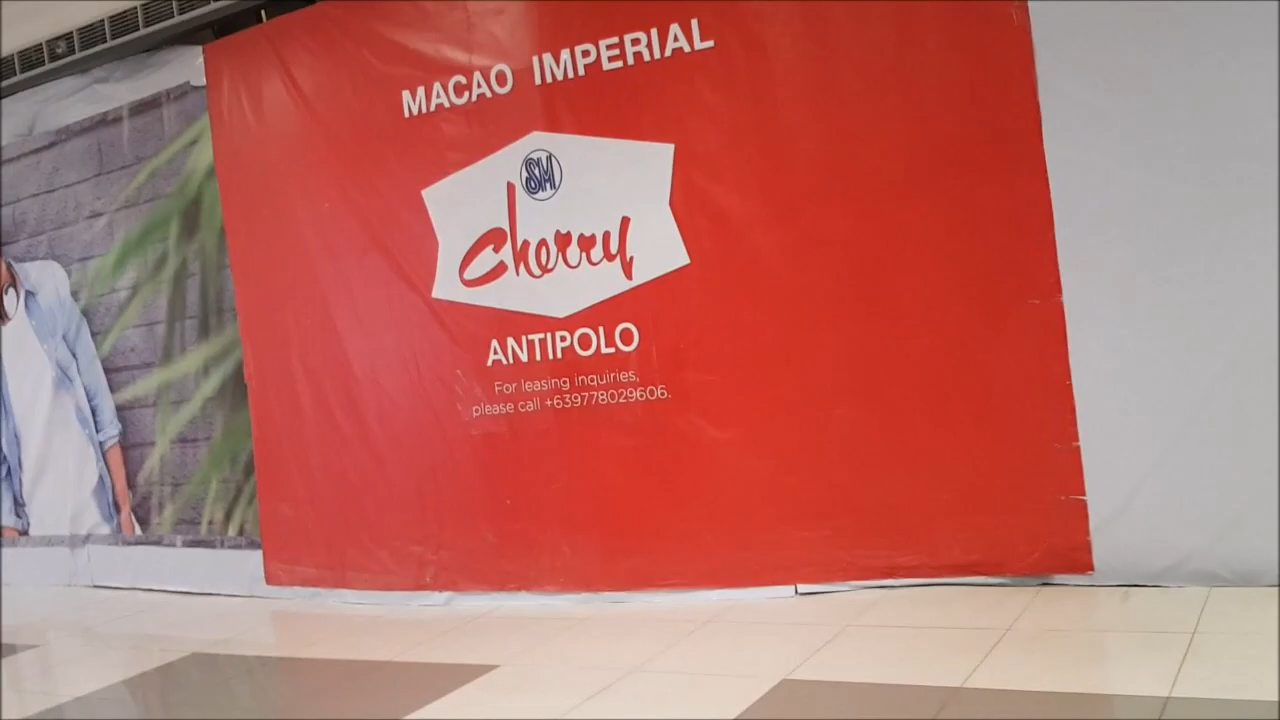 MACAO IMPERIAL
SM
cherry
ANTIPOLO
For leasing inquiries,
please call +639778029606.